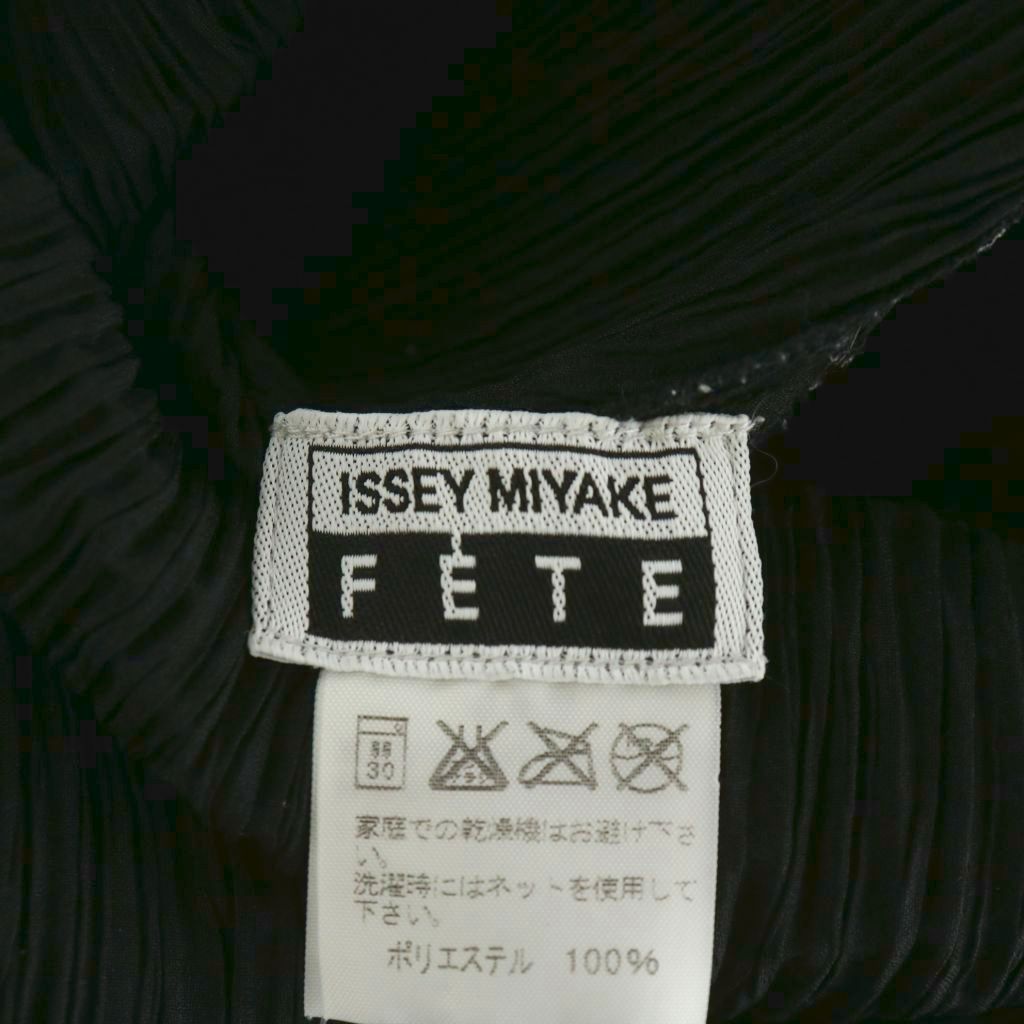 ISSEY MIYAKE
FÊTE
弱
30
家庭での乾燥機はお避け下さ
い。
洗濯時にはネットを使用して
下さい。
ポリエステル 100%